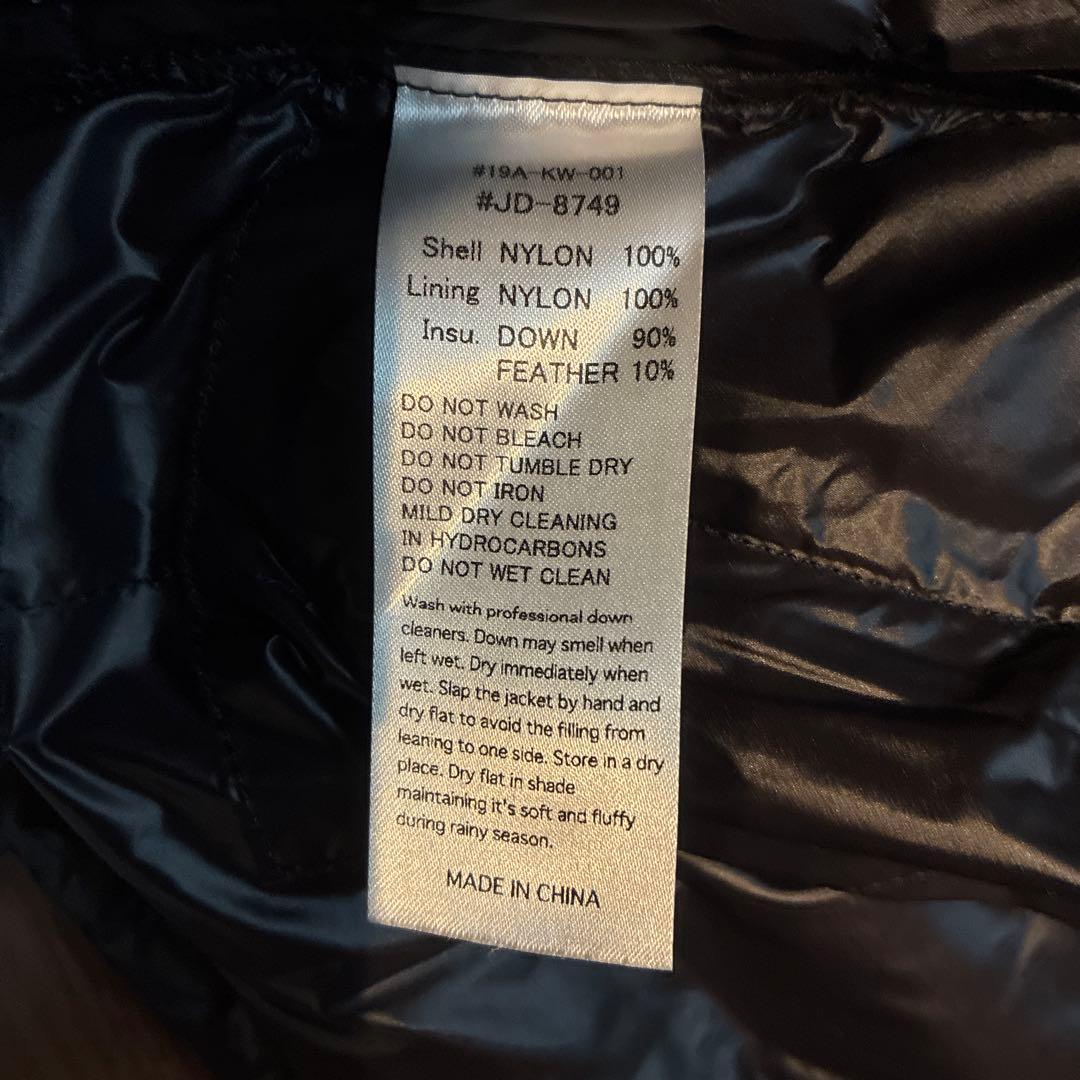 #19A-KW-001
#JD-8749
Shell NYLON 100%
Lining NYLON 100%
Insu. DOWN 90%
FEATHER 10%
DO NOT WASH
DO NOT BLEACH
DO NOT TUMBLE DRY
DO NOT IRON
MILD DRY CLEANING
IN HYDROCARBONS
DO NOT WET CLEAN
Wash with professional down
cleaners. Down may smell when
left wet. Dry immediately when
wet. Slap the jacket by hand and
dry flat to avoid the filling from
leaning to one side. Store in a dry
place. Dry flat in shade
maintaining it's soft and fluffy
during rainy season.
MADE IN CHINA